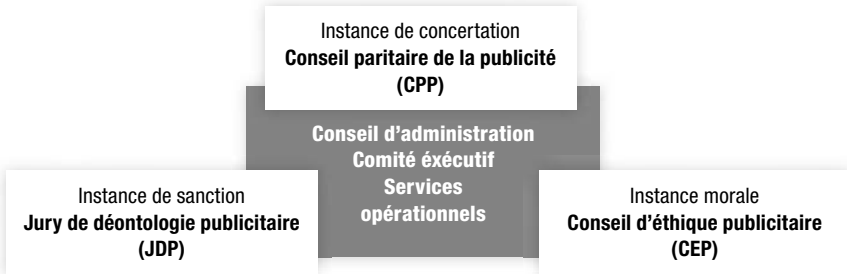 Instance de concertation
Conseil paritaire de la publicité
(CPP)
Conseil d’administration
Comité éxécutif
Services
opérationnels
Instance de sanction
Jury de déontologie publicitaire
(JDP)
Instance morale
Conseil d’éthique publicitaire
(CEP)